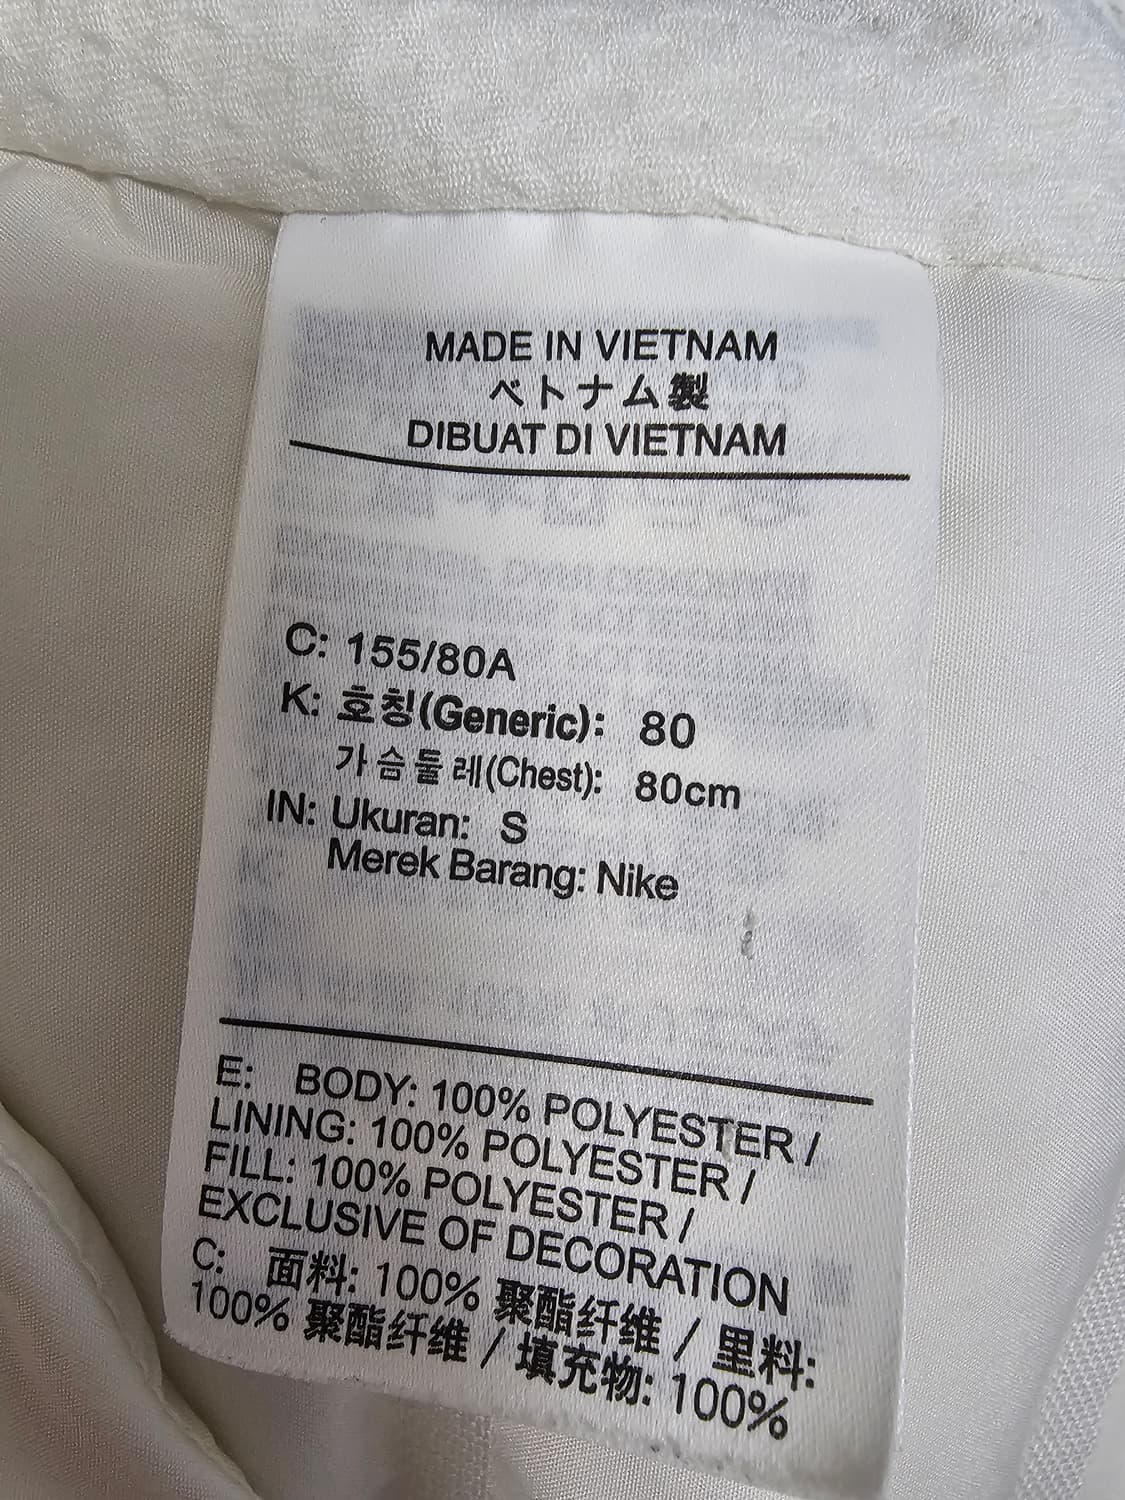 MADE IN VIETNAM
ベトナム製
DIBUAT DI VIETNAM
C: 155/80A
K: 호칭(Generic): 80
가슴둘레(Chest): 80cm
IN: Ukuran: S
Merek Barang: Nike
E: BODY: 100% POLYESTER /
LINING: 100% POLYESTER /
FILL: 100% POLYESTER /
EXCLUSIVE OF DECORATION
C: 面料: 100% 聚酯纤维 / 里料:
100% 聚酯纤维 / 填充物: 100%